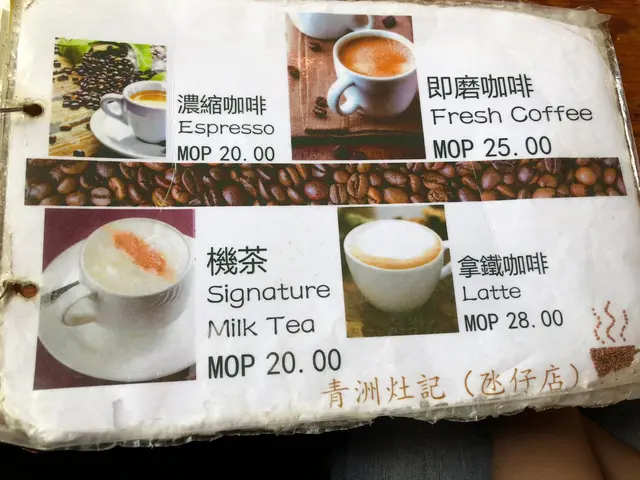 濃縮咖啡
Espresso
MOP 20.00
即磨咖啡
Fresh Coffee
MOP 25.00
機茶
Signature
Milk Tea
MOP 20.00
拿鐵咖啡
Latte
MOP 28.00
青洲灶記（氹仔店）